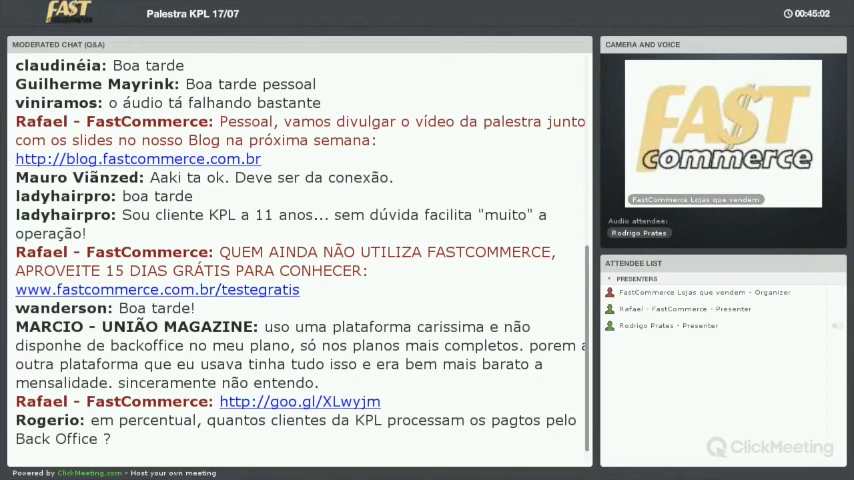 FAST
commerce
Palestra KPL 17/07
00:45:02
MODERATED CHAT (Q&A)
claudinéia: Boa tarde
Guilherme Mayrink: Boa tarde pessoal
viniramos: o áudio tá falhando bastante
Rafael - FastCommerce: Pessoal, vamos divulgar o vídeo da palestra junto
com os slides no nosso Blog na próxima semana:
http://blog.fastcommerce.com.br
Mauro Viãnzed: Aaki ta ok. Deve ser da conexão.
ladyhairpro: boa tarde
ladyhairpro: Sou cliente KPL a 11 anos... sem dúvida facilita "muito" a
operação!
Rafael - FastCommerce: QUEM AINDA NÃO UTILIZA FASTCOMMERCE,
APROVEITE 15 DIAS GRÁTIS PARA CONHECER:
www.fastcommerce.com.br/testegratis
wanderson: Boa tarde!
MARCIO - UNIÃO MAGAZINE: uso uma plataforma carissima e não
disponhe de backoffice no meu plano, só nos planos mais completos. porem a
outra plataforma que eu usava tinha tudo isso e era bem mais barato a
mensalidade. sinceramente não entendo.
Rafael - FastCommerce: http://goo.gl/XLwyjm
Rogerio: em percentual, quantos clientes da KPL processam os pagtos pelo
Back Office ?
CAMERA AND VOICE
FA$T
commerce
FastCommerce Lojas que vendem
Audio attendee:
Rodrigo Prates
ATTENDEE LIST
PRESENTERS
FastCommerce Lojas que vendem - Organizer
Rafael - FastCommerce - Presenter
Rodrigo Prates - Presenter
ClickMeeting
Powered by ClickMeeting.com - Host your own meeting